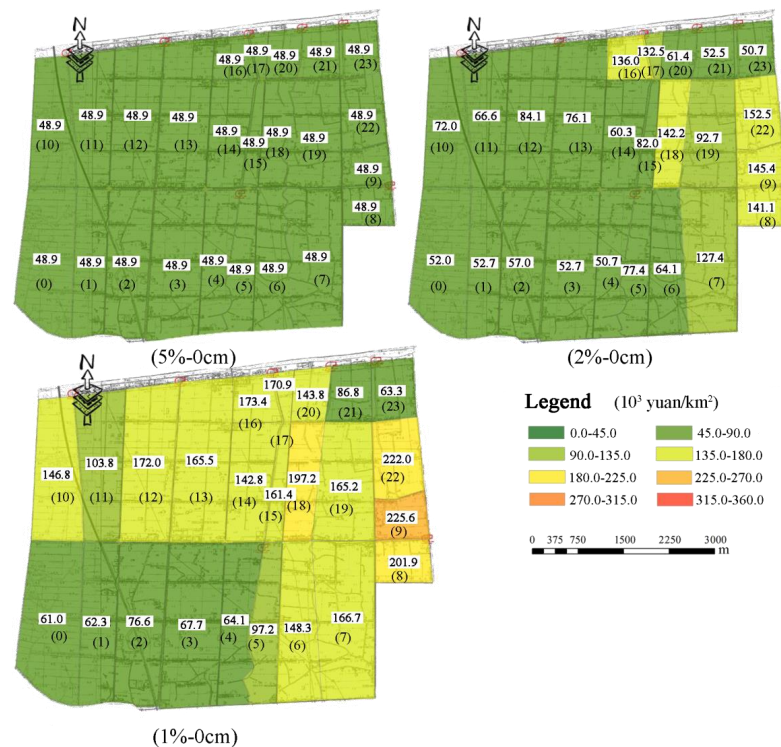 N
48.9 48.9 48.9 48.9 48.9
(16) (17) (20) (21) (23)
48.9 48.9 48.9 48.9 48.9 48.9 48.9 48.9 48.9
(10) (11) (12) (13) (14) (15) (18) (19) (22)
48.9
(9)
48.9
(8)
48.9 48.9 48.9 48.9 48.9 48.9 48.9 48.9
(0) (1) (2) (3) (4) (5) (6) (7)
(5%-0cm)
N
136.0 132.5 61.4 52.5 50.7
(16) (17) (20) (21) (23)
72.0 66.6 84.1 76.1 60.3 82.0 142.2 92.7 152.5
(10) (11) (12) (13) (14) (15) (18) (19) (22)
145.4
(9)
141.1
(8)
52.0 52.7 57.0 52.7 50.7 77.4 64.1 127.4
(0) (1) (2) (3) (4) (5) (6) (7)
(2%-0cm)
N
173.4 170.9 143.8 86.8 63.3
(16) (17) (20) (21) (23)
146.8 103.8 172.0 165.5 142.8 161.4 197.2 165.2 222.0
(10) (11) (12) (13) (14) (15) (18) (19) (22)
225.6
(9)
201.9
(8)
61.0 62.3 76.6 67.7 64.1 97.2 148.3 166.7
(0) (1) (2) (3) (4) (5) (6) (7)
(1%-0cm)
Legend (10³ yuan/km²)
0.0-45.0 45.0-90.0
90.0-135.0 135.0-180.0
180.0-225.0 225.0-270.0
270.0-315.0 315.0-360.0
0 375 750 1500 2250 3000
m